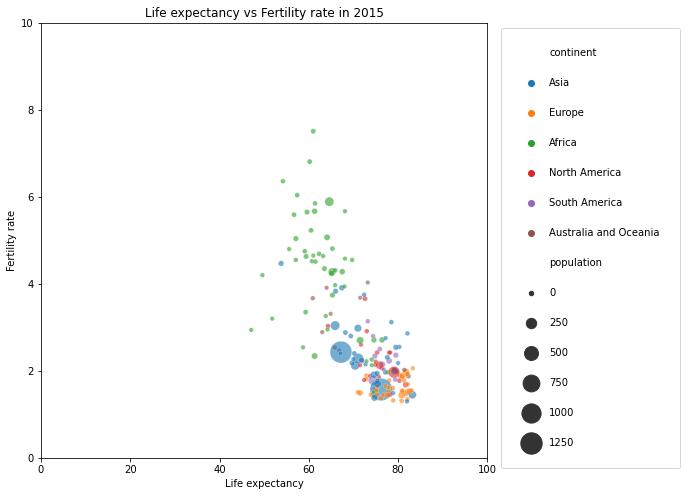 Life expectancy vs Fertility rate in 2015
10
8
6
4
2
0
Fertility rate
0 20 40 60 80 100
Life expectancy
continent
Asia
Europe
Africa
North America
South America
Australia and Oceania
population
0
250
500
750
1000
1250